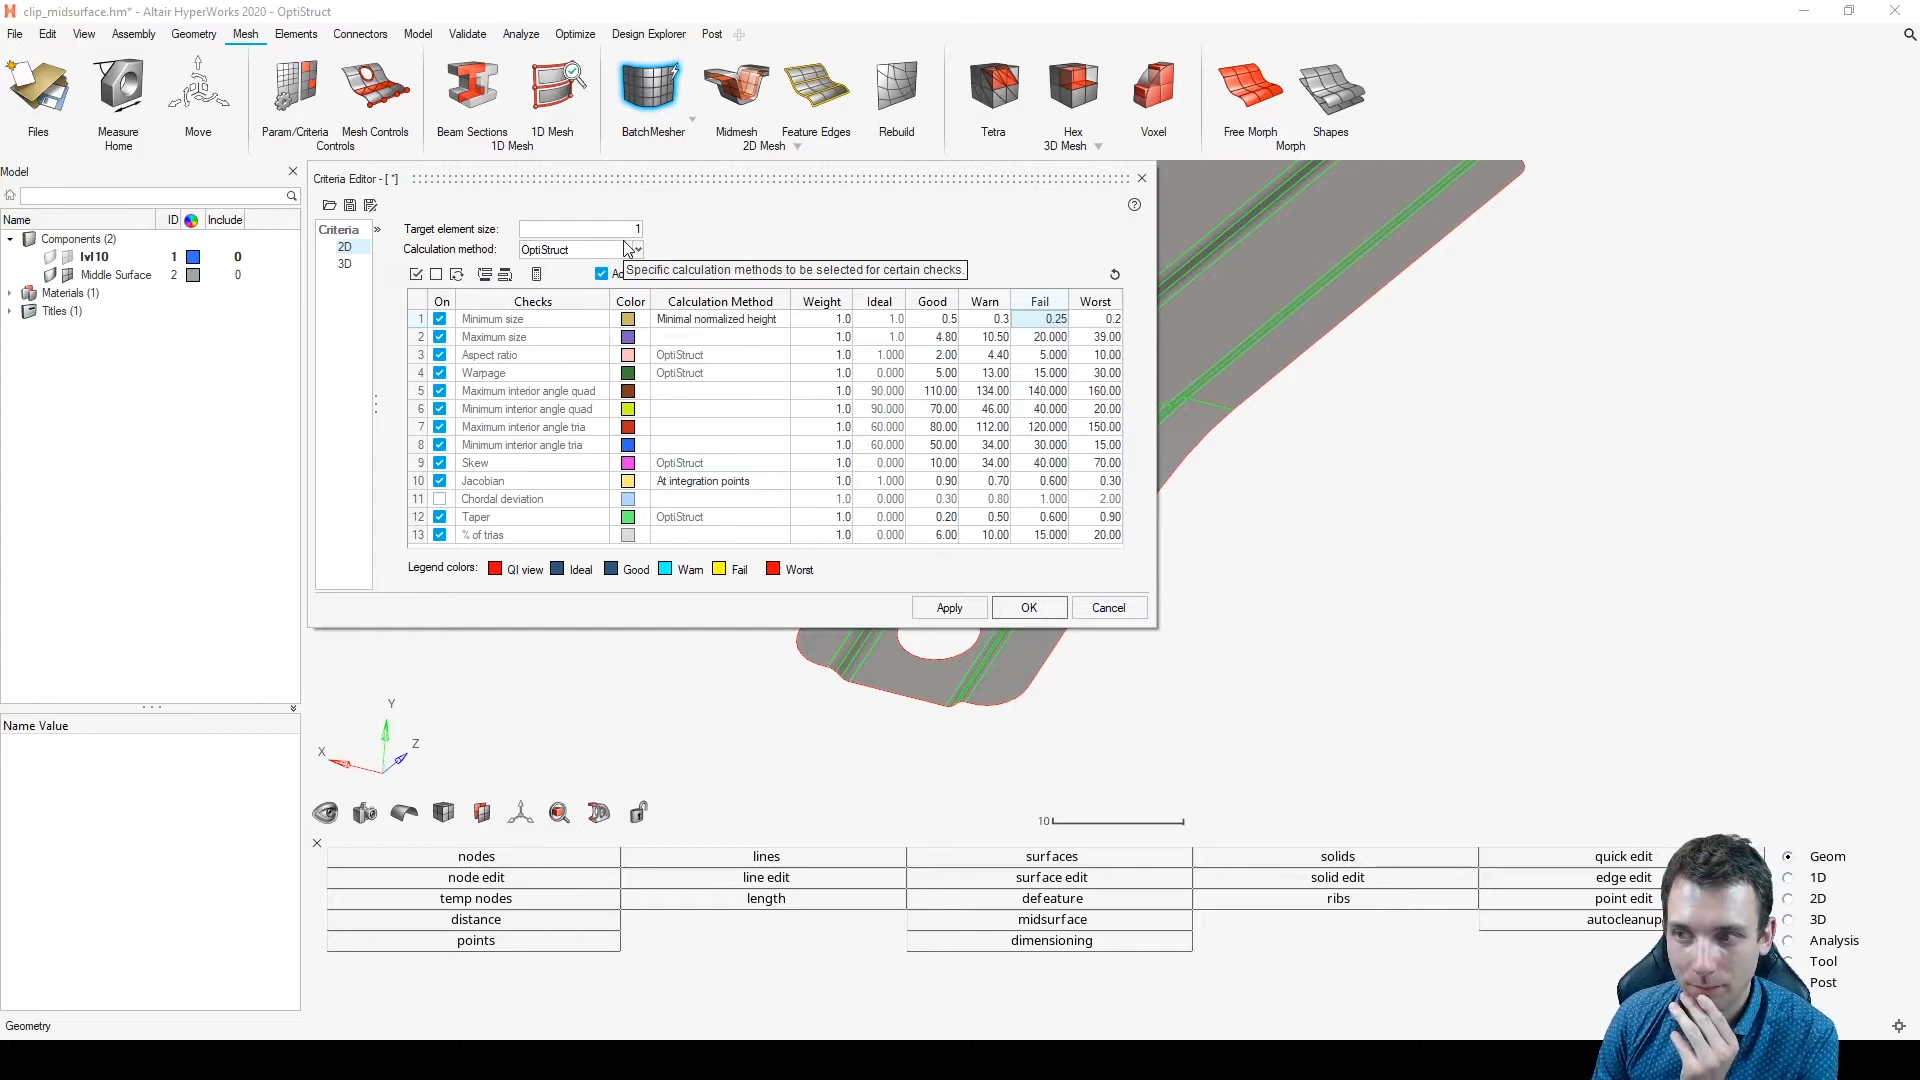 clip_midsurface.hm* - Altair HyperWorks 2020 - OptiStruct
File Edit View Assembly Geometry Mesh Elements Connectors Model Validate Analyze Optimize Design Explorer Post
Files Measure Move Param/Criteria Mesh Controls Beam Sections 1D Mesh BatchMesher Midmesh Feature Edges Rebuild Tetra Hex Voxel Free Morph Shapes
Home Controls 1D Mesh 2D Mesh 3D Mesh Morph
Model
Name ID Include
Components (2)
lvl10 1 0
Middle Surface 2 0
Materials (1)
Titles (1)
Name Value
Criteria Editor - [ *]
Criteria »
2D
3D
Target element size: 1
Calculation method: OptiStruct
Specific calculation methods to be selected for certain checks.
On Checks Color Calculation Method Weight Ideal Good Warn Fail Worst
1 Minimum size Minimal normalized height 1.0 1.0 0.5 0.3 0.25 0.2
2 Maximum size 1.0 1.0 4.80 10.50 20.000 39.00
3 Aspect ratio OptiStruct 1.0 1.000 2.00 4.40 5.000 10.00
4 Warpage OptiStruct 1.0 0.000 5.00 13.00 15.000 30.00
5 Maximum interior angle quad 1.0 90.000 110.00 134.00 140.000 160.00
6 Minimum interior angle quad 1.0 90.000 70.00 46.00 40.000 20.00
7 Maximum interior angle tria 1.0 60.000 80.00 112.00 120.000 150.00
8 Minimum interior angle tria 1.0 60.000 50.00 34.00 30.000 15.00
9 Skew OptiStruct 1.0 0.000 10.00 34.00 40.000 70.00
10 Jacobian At integration points 1.0 1.000 0.90 0.70 0.600 0.30
11 Chordal deviation 1.0 0.000 0.30 0.80 1.000 2.00
12 Taper OptiStruct 1.0 0.000 0.20 0.50 0.600 0.90
13 % of trias 1.0 0.000 6.00 10.00 15.000 20.00
Legend colors: QI view Ideal Good Warn Fail Worst
Apply OK Cancel
Y
Z
X
10
nodes lines surfaces solids quick edit Geom
node edit line edit surface edit solid edit edge edit 1D
temp nodes length defeature ribs point edit 2D
distance midsurface autocleanup 3D
points dimensioning Analysis
Tool
Post
Geometry